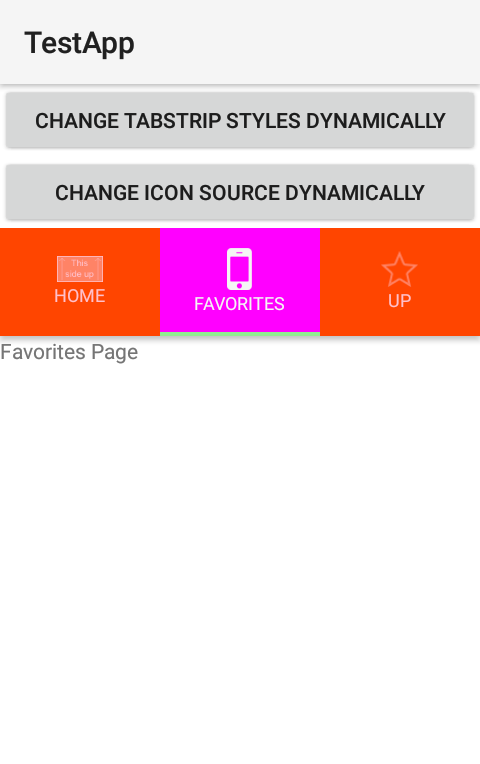 TestApp
CHANGE TABSTRIP STYLES DYNAMICALLY
CHANGE ICON SOURCE DYNAMICALLY
This
side up
HOME
FAVORITES
UP
Favorites Page